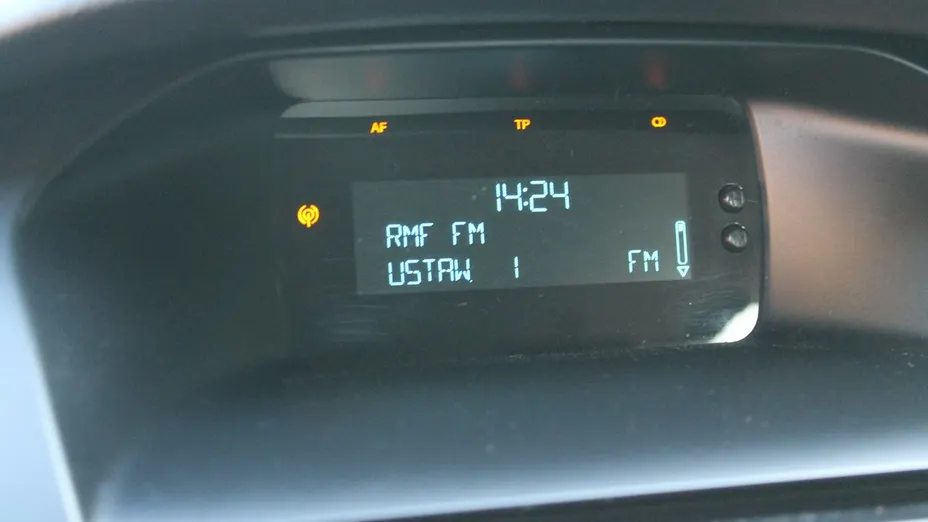 AF TP
14:24
RMF FM
USTAW. 1 FM